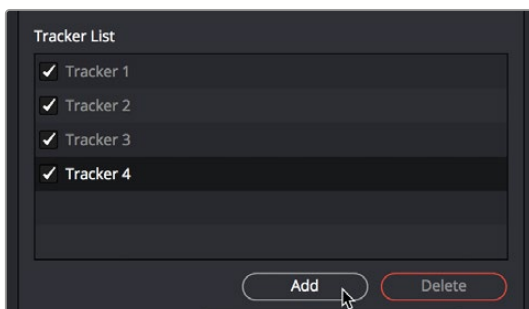 Tracker List
Tracker 1
Tracker 2
Tracker 3
Tracker 4
Add Delete